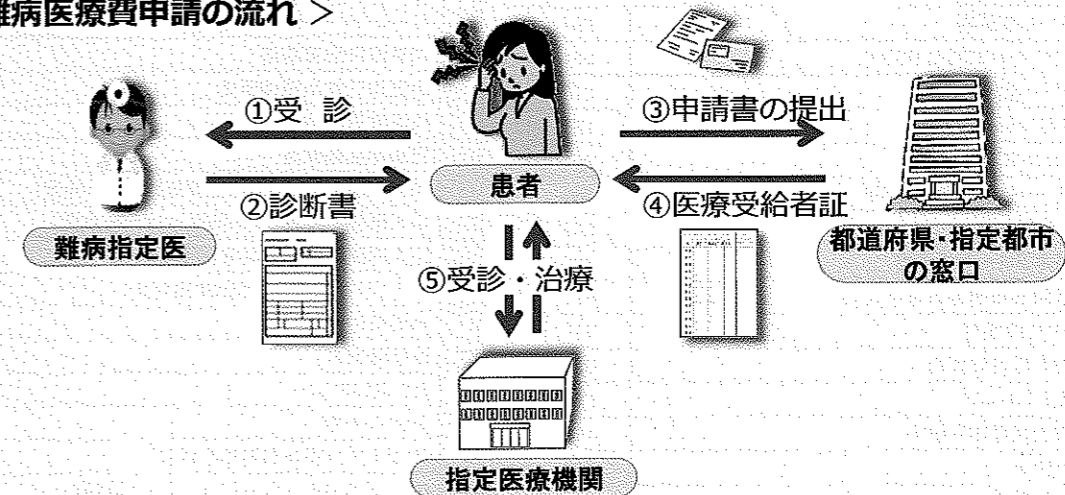 難病医療費申請の流れ >
①受 診
③申請書の提出
患者
②診断書
④医療受給者証
難病指定医
都道府県・指定都市
の窓口
⑤受診・治療
指定医療機関